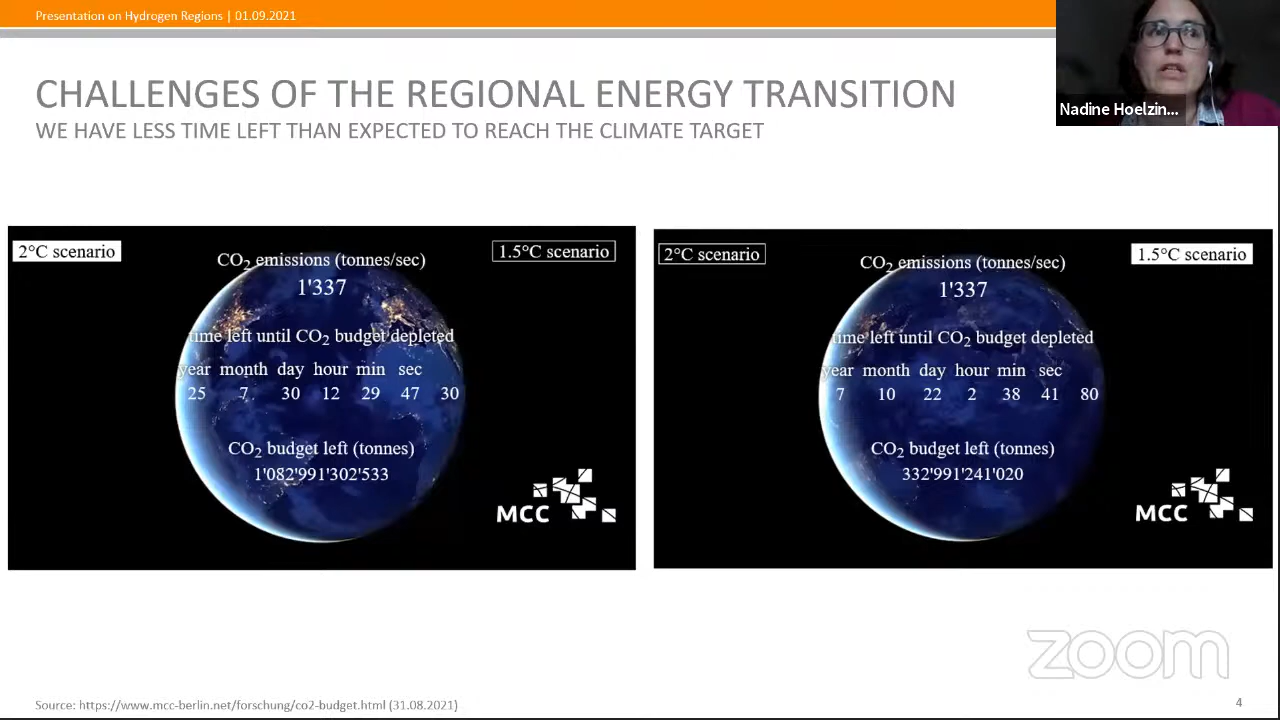 Presentation on Hydrogen Regions | 01.09.2021
Nadine Hoelzin...
CHALLENGES OF THE REGIONAL ENERGY TRANSITION
WE HAVE LESS TIME LEFT THAN EXPECTED TO REACH THE CLIMATE TARGET
2°C scenario
1.5°C scenario
CO2 emissions (tonnes/sec)
1'337
time left until CO2 budget depleted
year month day hour min sec
25 7 30 12 29 47 30
CO2 budget left (tonnes)
1'082'991'302'533
MCC
2°C scenario
1.5°C scenario
CO2 emissions (tonnes/sec)
1'337
time left until CO2 budget depleted
year month day hour min sec
7 10 22 2 38 41 80
CO2 budget left (tonnes)
332'991'241'020
MCC
zoom
Source: https://www.mcc-berlin.net/forschung/co2-budget.html (31.08.2021)
4